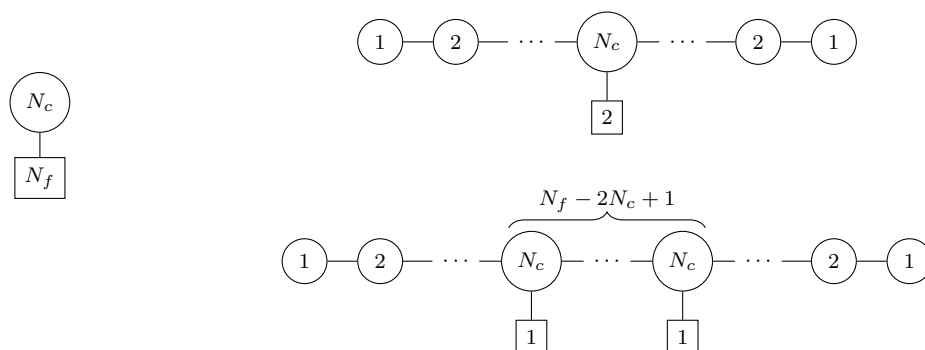 1 2 ⋯ N_c ⋯ 2 1
2
N_c
N_f
N_f − 2N_c + 1
1 2 ⋯ N_c ⋯ N_c ⋯ 2 1
1 1